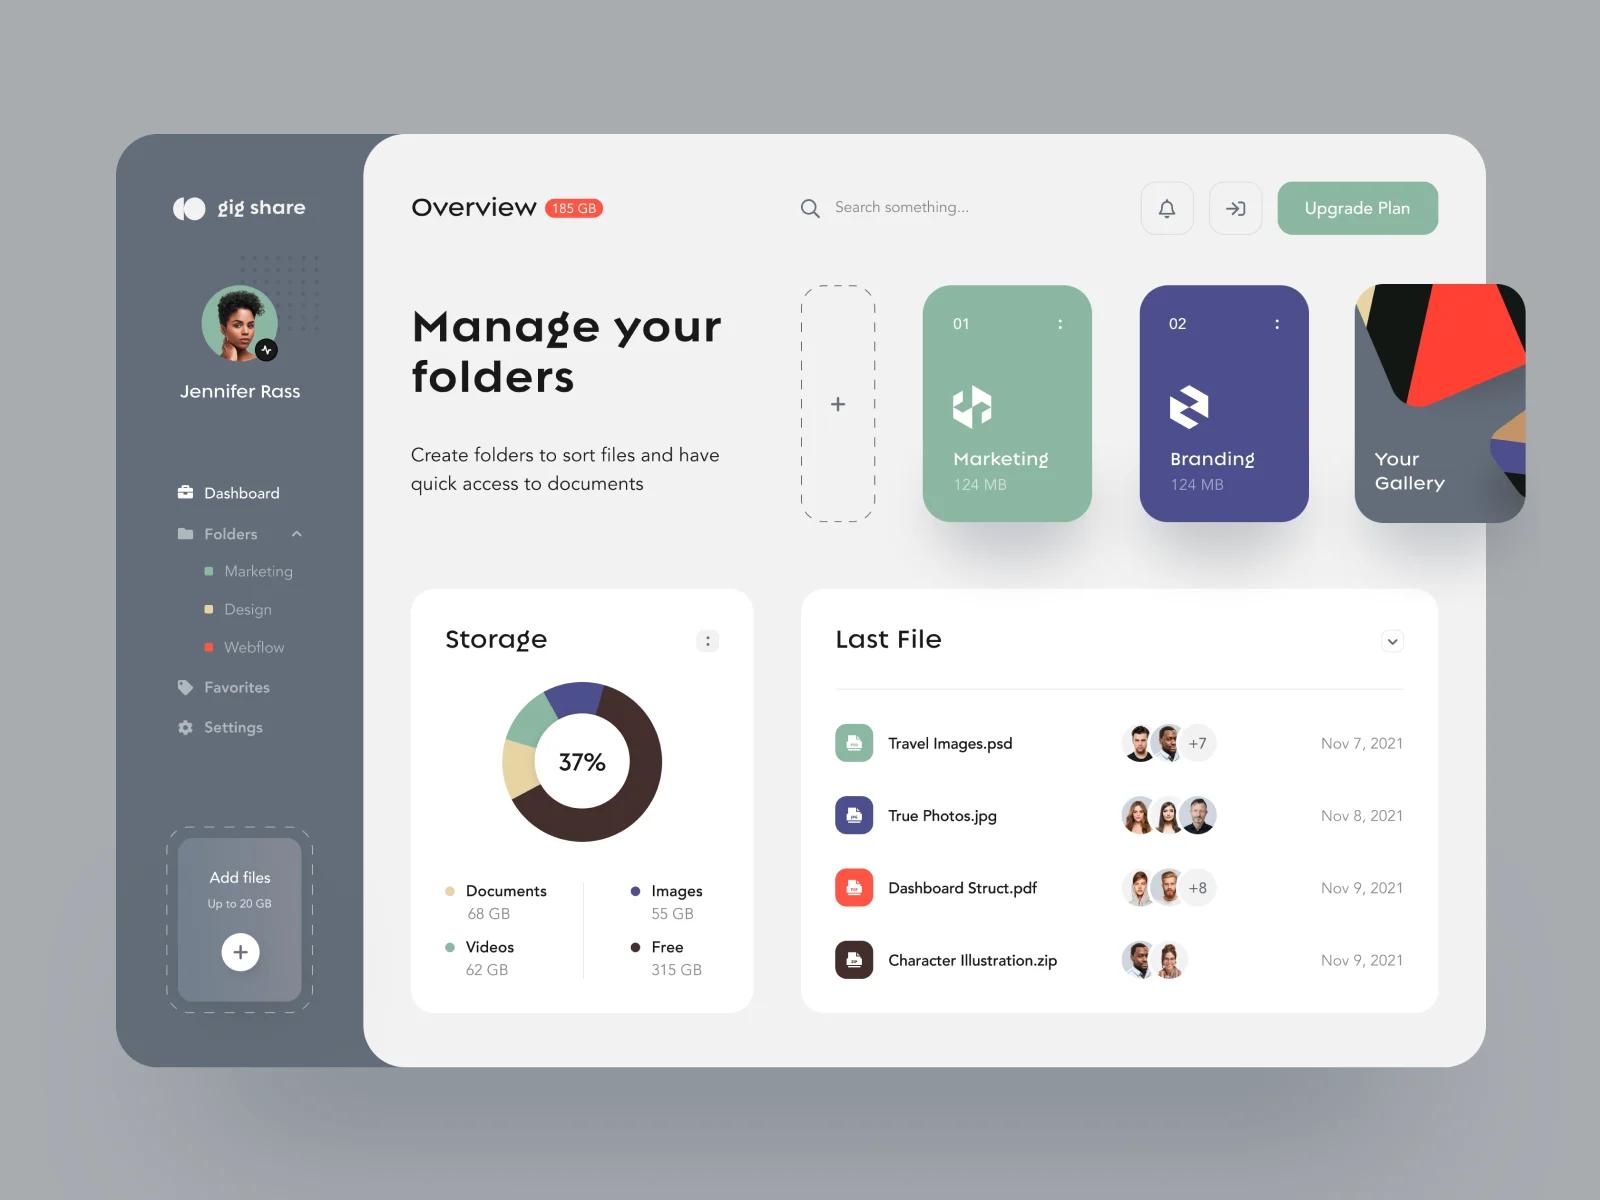 gig share
Jennifer Rass
Dashboard
Folders
Marketing
Design
Webflow
Favorites
Settings
Add files
Up to 20 GB
Overview 185 GB
Search something...
Upgrade Plan
Manage your
folders
Create folders to sort files and have
quick access to documents
01
Marketing
124 MB
02
Branding
124 MB
Your
Gallery
Storage
37%
Documents
68 GB
Images
55 GB
Videos
62 GB
Free
315 GB
Last File
Travel Images.psd +7 Nov 7, 2021
True Photos.jpg Nov 8, 2021
Dashboard Struct.pdf +8 Nov 9, 2021
Character Illustration.zip Nov 9, 2021